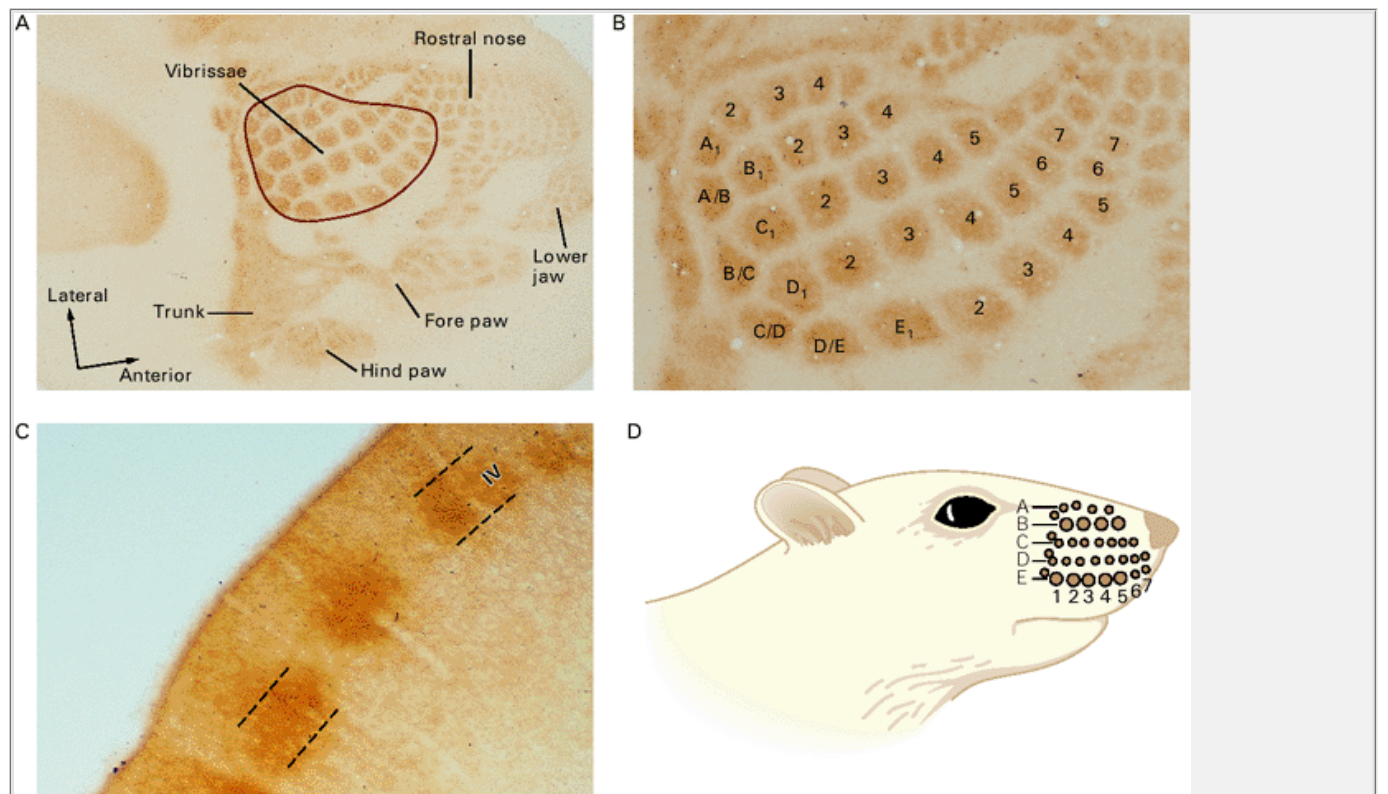 A
Rostral nose
Vibrissae
Lower
jaw
Lateral
Trunk
Fore paw
Anterior
Hind paw
B
2 3 4
A1 2 3 4
B1 3 4 5 7 7
A/B 2 5 6 6
C1 3 4 4 5
B/C D1 2 3
C/D D/E E1 2
C
IV
D
A
B
C
D
E
1 2 3 4 5 6 7